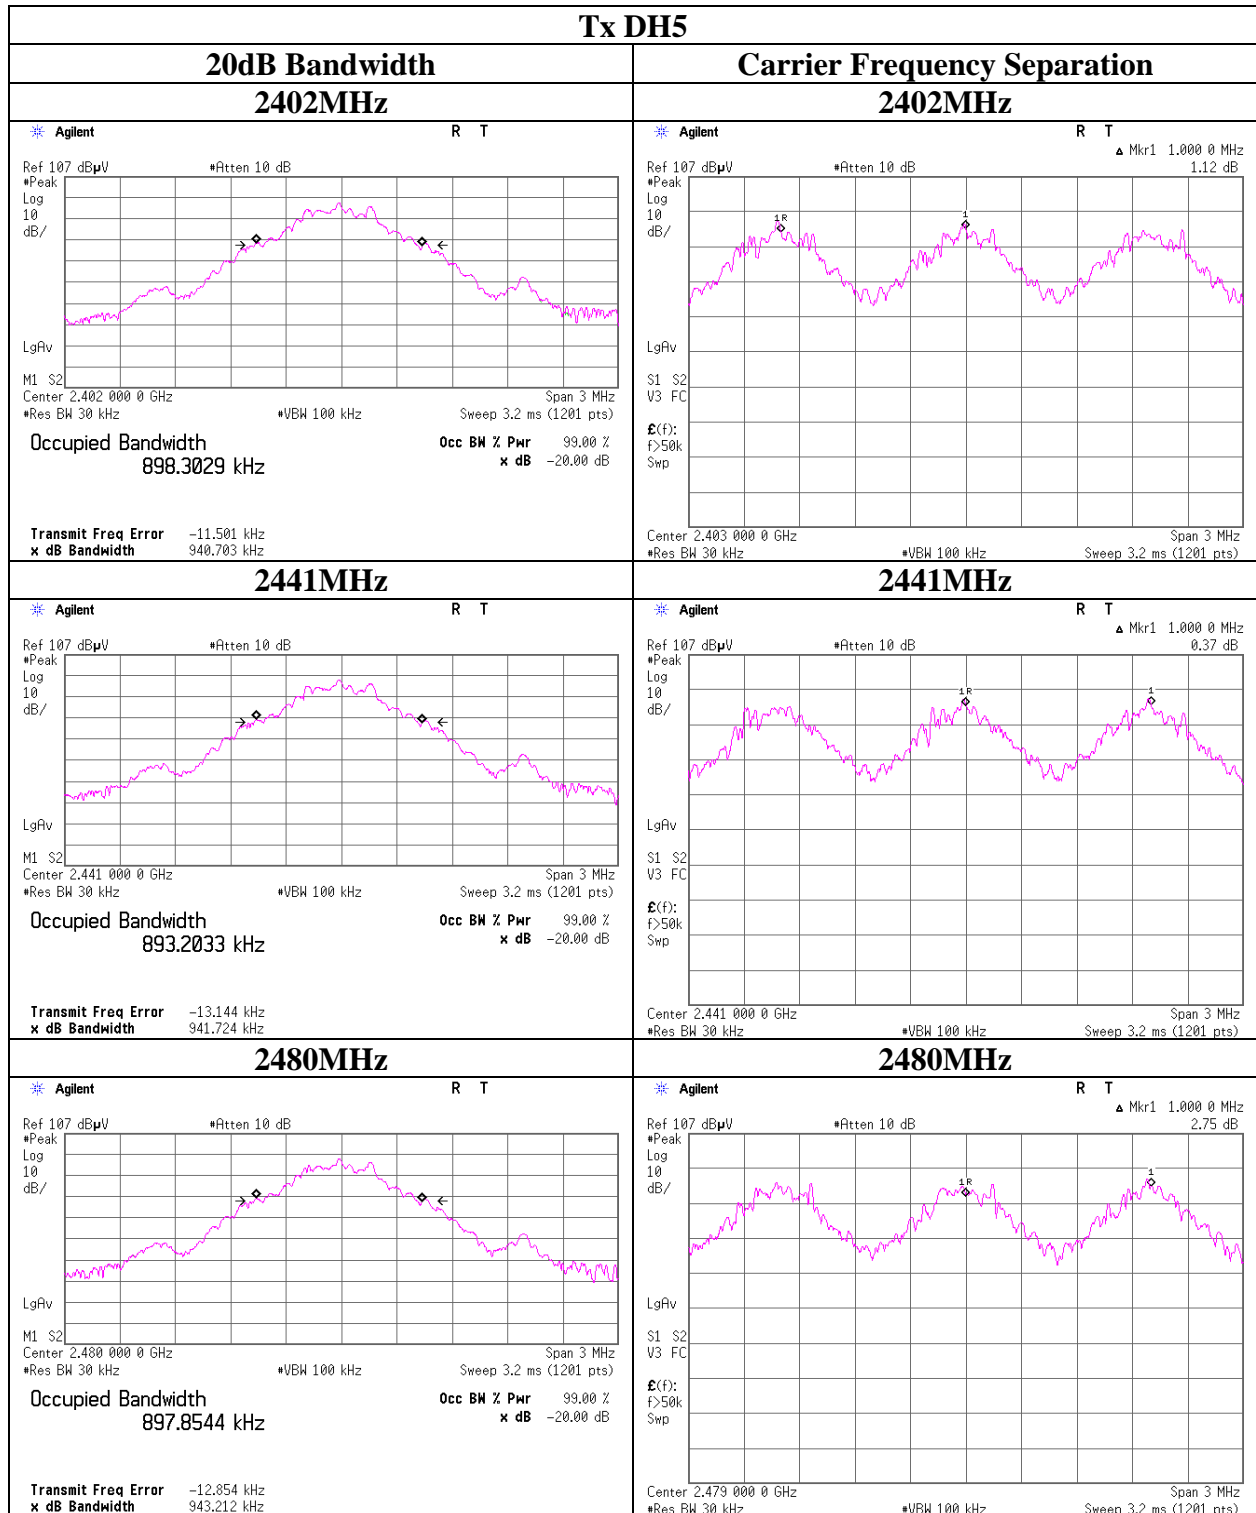 Tx DH5
20dB Bandwidth
Carrier Frequency Separation
2402MHz
2402MHz
Agilent
R T
Ref 107 dBµV
#Atten 10 dB
#Peak
Log
10
dB/
LgAv
M1 S2
Center 2.402 000 0 GHz
Span 3 MHz
#Res BW 30 kHz
#VBW 100 kHz
Sweep 3.2 ms (1201 pts)
Occupied Bandwidth
898.3029 kHz
Occ BW % Pwr 99.00 %
x dB -20.00 dB
Transmit Freq Error -11.501 kHz
x dB Bandwidth 940.703 kHz
Agilent
R T
Δ Mkr1 1.000 0 MHz
Ref 107 dBµV
#Atten 10 dB
1.12 dB
#Peak
Log
10
dB/
1R
1
LgAv
S1 S2
V3 FC
£(f):
f>50k
Swp
Center 2.403 000 0 GHz
Span 3 MHz
#Res BW 30 kHz
#VBW 100 kHz
Sweep 3.2 ms (1201 pts)
2441MHz
2441MHz
Agilent
R T
Ref 107 dBµV
#Atten 10 dB
#Peak
Log
10
dB/
LgAv
M1 S2
Center 2.441 000 0 GHz
Span 3 MHz
#Res BW 30 kHz
#VBW 100 kHz
Sweep 3.2 ms (1201 pts)
Occupied Bandwidth
893.2033 kHz
Occ BW % Pwr 99.00 %
x dB -20.00 dB
Transmit Freq Error -13.144 kHz
x dB Bandwidth 941.724 kHz
Agilent
R T
Δ Mkr1 1.000 0 MHz
Ref 107 dBµV
#Atten 10 dB
0.37 dB
#Peak
Log
10
dB/
1R
1
LgAv
S1 S2
V3 FC
£(f):
f>50k
Swp
Center 2.441 000 0 GHz
Span 3 MHz
#Res BW 30 kHz
#VBW 100 kHz
Sweep 3.2 ms (1201 pts)
2480MHz
2480MHz
Agilent
R T
Ref 107 dBµV
#Atten 10 dB
#Peak
Log
10
dB/
LgAv
M1 S2
Center 2.480 000 0 GHz
Span 3 MHz
#Res BW 30 kHz
#VBW 100 kHz
Sweep 3.2 ms (1201 pts)
Occupied Bandwidth
897.8544 kHz
Occ BW % Pwr 99.00 %
x dB -20.00 dB
Transmit Freq Error -12.854 kHz
x dB Bandwidth 943.212 kHz
Agilent
R T
Δ Mkr1 1.000 0 MHz
Ref 107 dBµV
#Atten 10 dB
2.75 dB
#Peak
Log
10
dB/
1R
1
LgAv
S1 S2
V3 FC
£(f):
f>50k
Swp
Center 2.479 000 0 GHz
Span 3 MHz
#Res BW 30 kHz
#VBW 100 kHz
Sweep 3.2 ms (1201 pts)